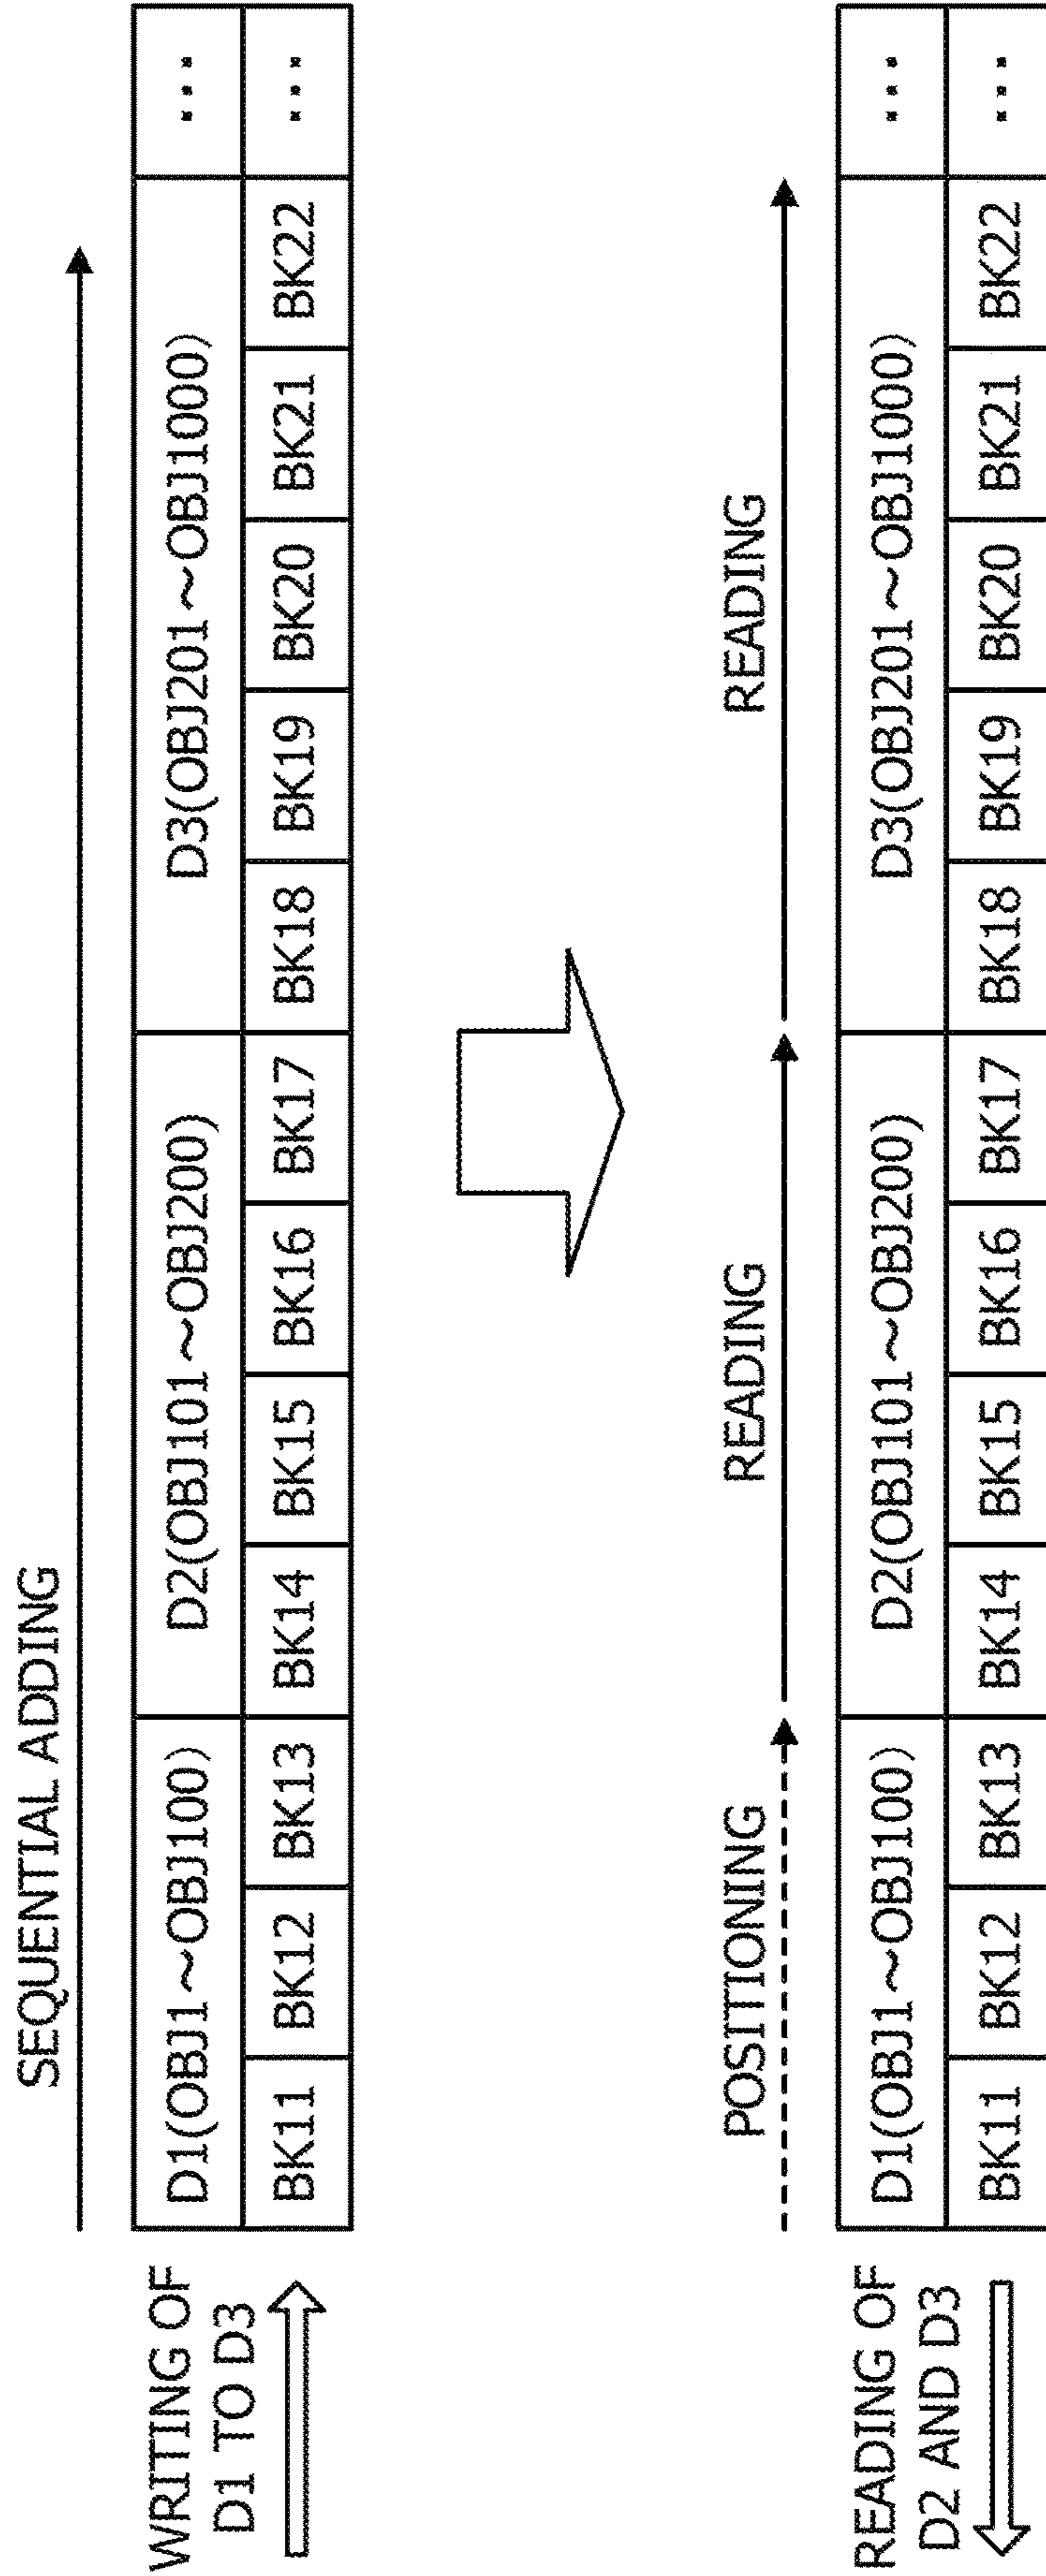 SEQUENTIAL ADDING
WRITING OF
D1 TO D3
D1(OBJ1~OBJ100) D2(OBJ101~OBJ200) D3(OBJ201~OBJ1000) ...
BK11 BK12 BK13 BK14 BK15 BK16 BK17 BK18 BK19 BK20 BK21 BK22 ...
POSITIONING READING READING
READING OF
D2 AND D3
D1(OBJ1~OBJ100) D2(OBJ101~OBJ200) D3(OBJ201~OBJ1000) ...
BK11 BK12 BK13 BK14 BK15 BK16 BK17 BK18 BK19 BK20 BK21 BK22 ...